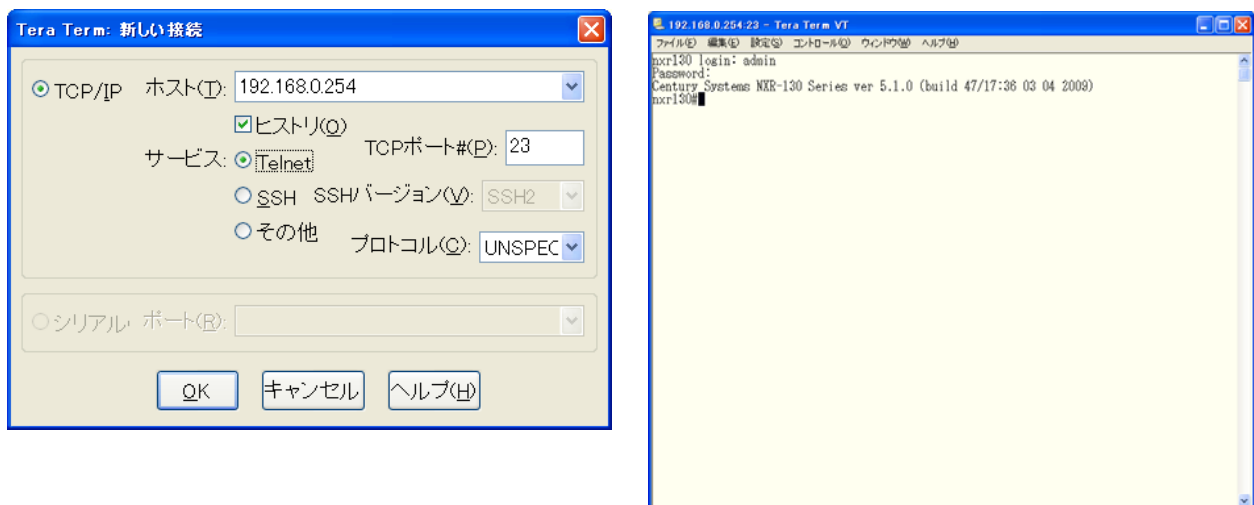 Tera Term: 新しい接続
TCP/IP ホスト(T): 192.168.0.254
ヒストリ(O)
サービス: Telnet TCPポート#(P): 23
SSH SSHバージョン(V): SSH2
その他 プロトコル(C): UNSPEC
シリアル ポート(R):
OK キャンセル ヘルプ(H)
192.168.0.254:23 - Tera Term VT
ファイル(F) 編集(E) 設定(S) コントロール(O) ウィンドウ(W) ヘルプ(H)
nxr130 login: admin
Password:
Century Systems NXR-130 Series ver 5.1.0 (build 47/17:36 03 04 2009)
nxr130#